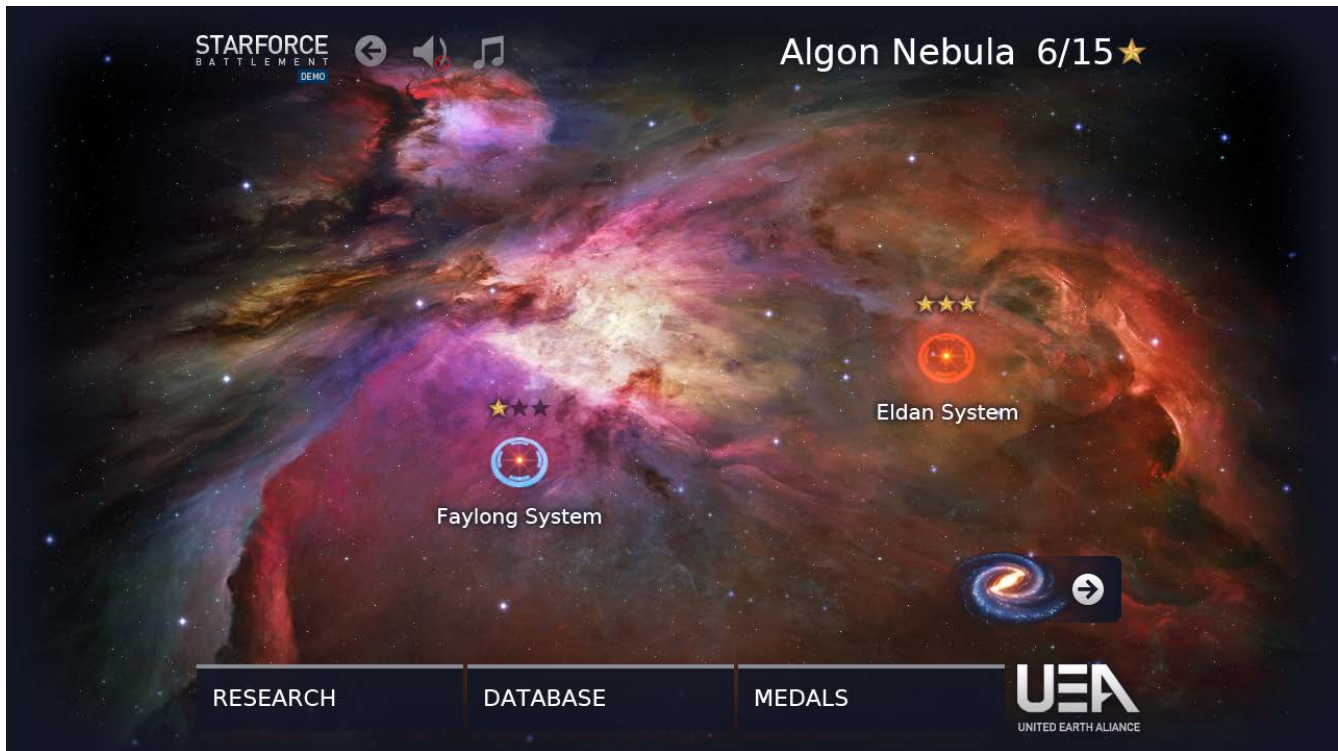 STARFORCE
BATTLEMENT
DEMO
Algon Nebula 6/15
Eldan System
Faylong System
RESEARCH
DATABASE
MEDALS
UEA
UNITED EARTH ALIANCE